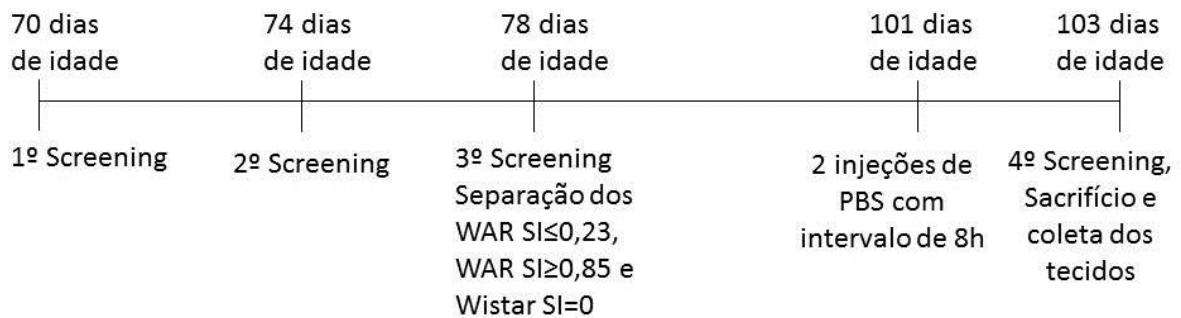 70 dias
de idade
74 dias
de idade
78 dias
de idade
101 dias
de idade
103 dias
de idade
1º Screening
2º Screening
3º Screening
Separação dos
WAR SI≤0,23,
WAR SI≥0,85 e
Wistar SI=0
2 injeções de
PBS com
intervalo de 8h
4º Screening,
Sacrifício e
coleta dos
tecidos